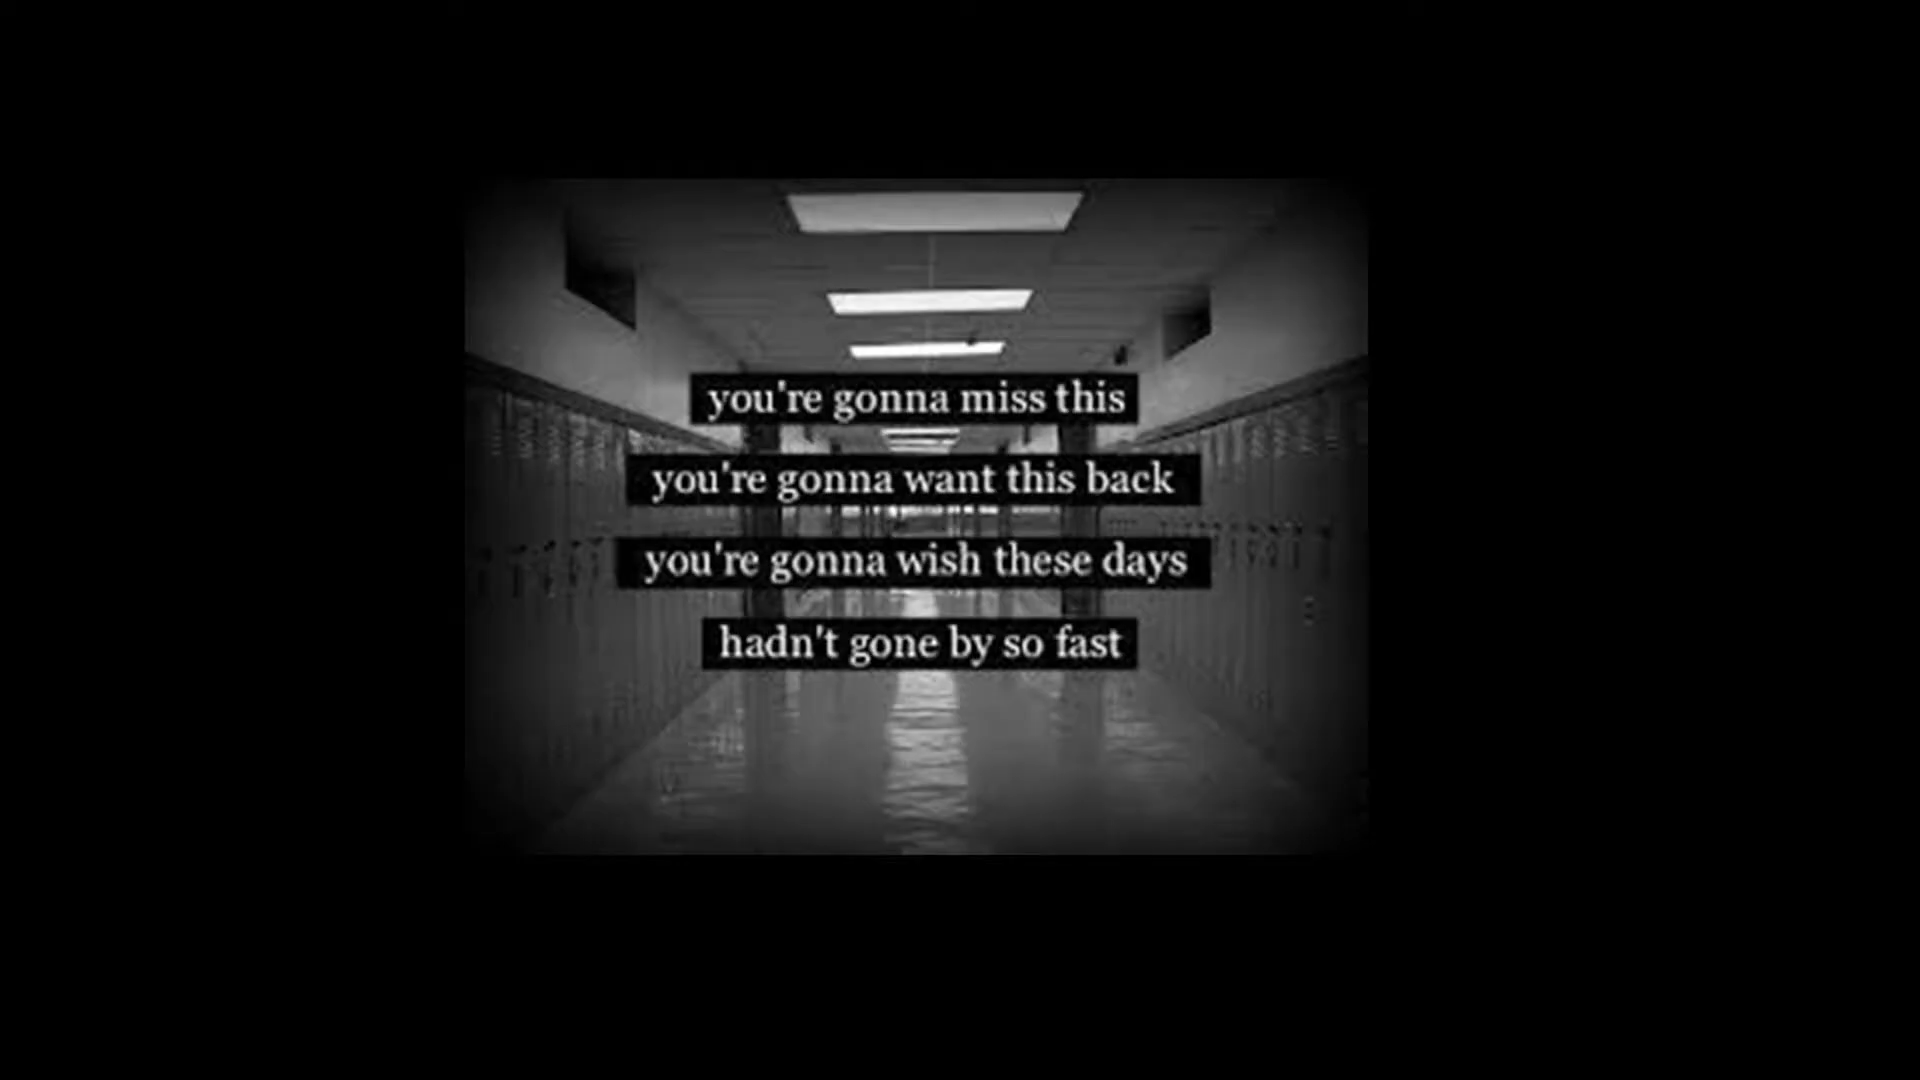 you're gonna miss this
you're gonna want this back
you're gonna wish these days
hadn't gone by so fast